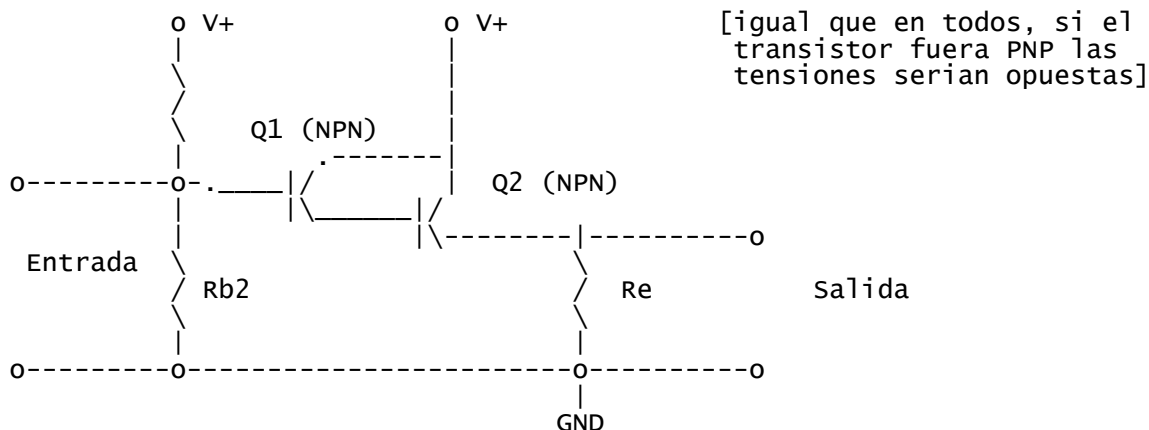 V+ V+ [igual que en todos, si el
transistor fuera PNP las
tensiones serian opuestas]
Q1 (NPN)
Q2 (NPN)
Entrada
Rb2 Re Salida
GND